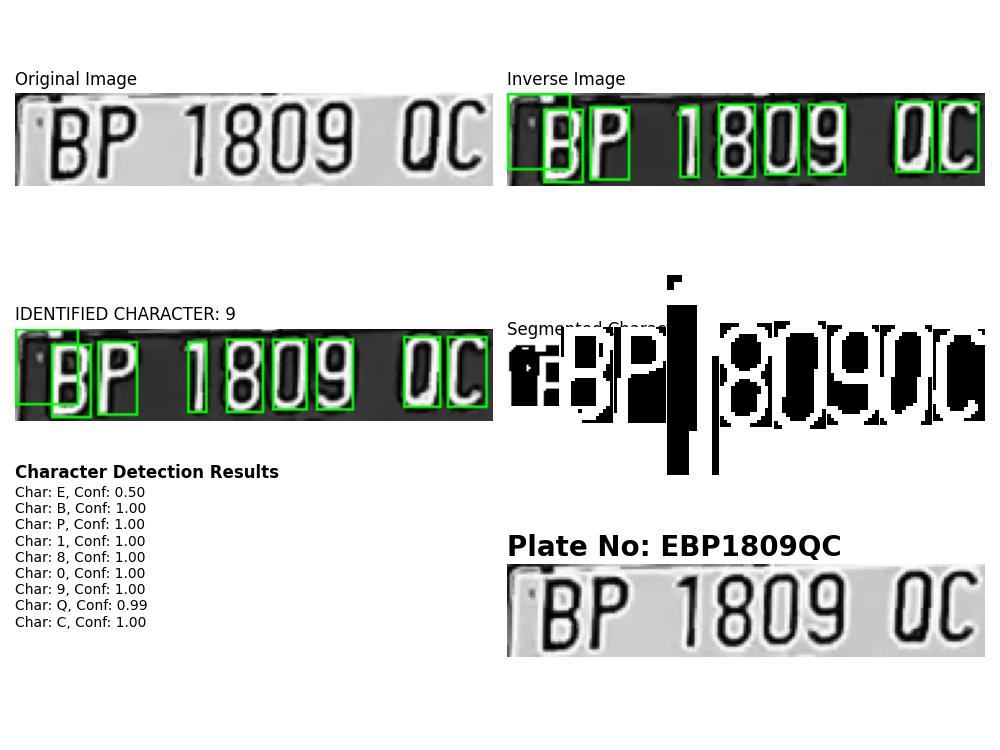 Original Image
BP 1809 QC
Inverse Image
BP 1809 QC
IDENTIFIED CHARACTER: 9
BP 1809 QC
Segmented
BP 1809QC
Character Detection Results
Char: E, Conf: 0.50
Char: B, Conf: 1.00
Char: P, Conf: 1.00
Char: 1, Conf: 1.00
Char: 8, Conf: 1.00
Char: 0, Conf: 1.00
Char: 9, Conf: 1.00
Char: Q, Conf: 0.99
Char: C, Conf: 1.00
Plate No: EBP1809QC
BP 1809 QC